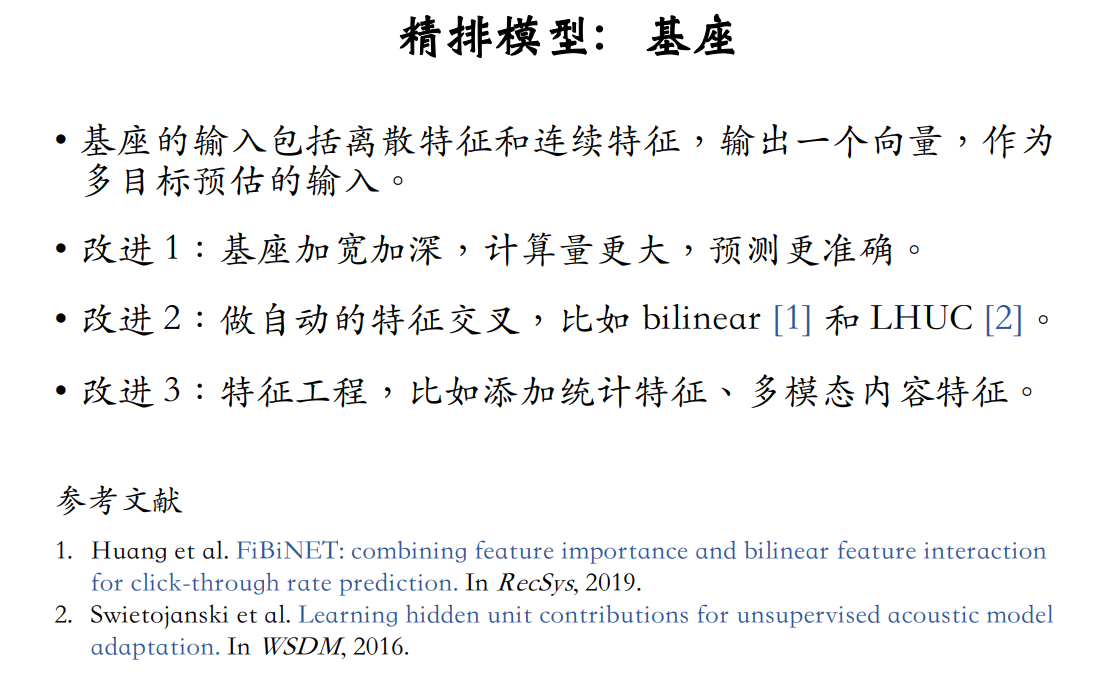 精排模型：基座
• 基座的输入包括离散特征和连续特征，输出一个向量，作为
多目标预估的输入。
• 改进 1：基座加宽加深，计算量更大，预测更准确。
• 改进 2：做自动的特征交叉，比如 bilinear [1] 和 LHUC [2]。
• 改进 3：特征工程，比如添加统计特征、多模态内容特征。
参考文献
1. Huang et al. FiBiNET: combining feature importance and bilinear feature interaction
for click-through rate prediction. In RecSys, 2019.
2. Swietojanski et al. Learning hidden unit contributions for unsupervised acoustic model
adaptation. In WSDM, 2016.